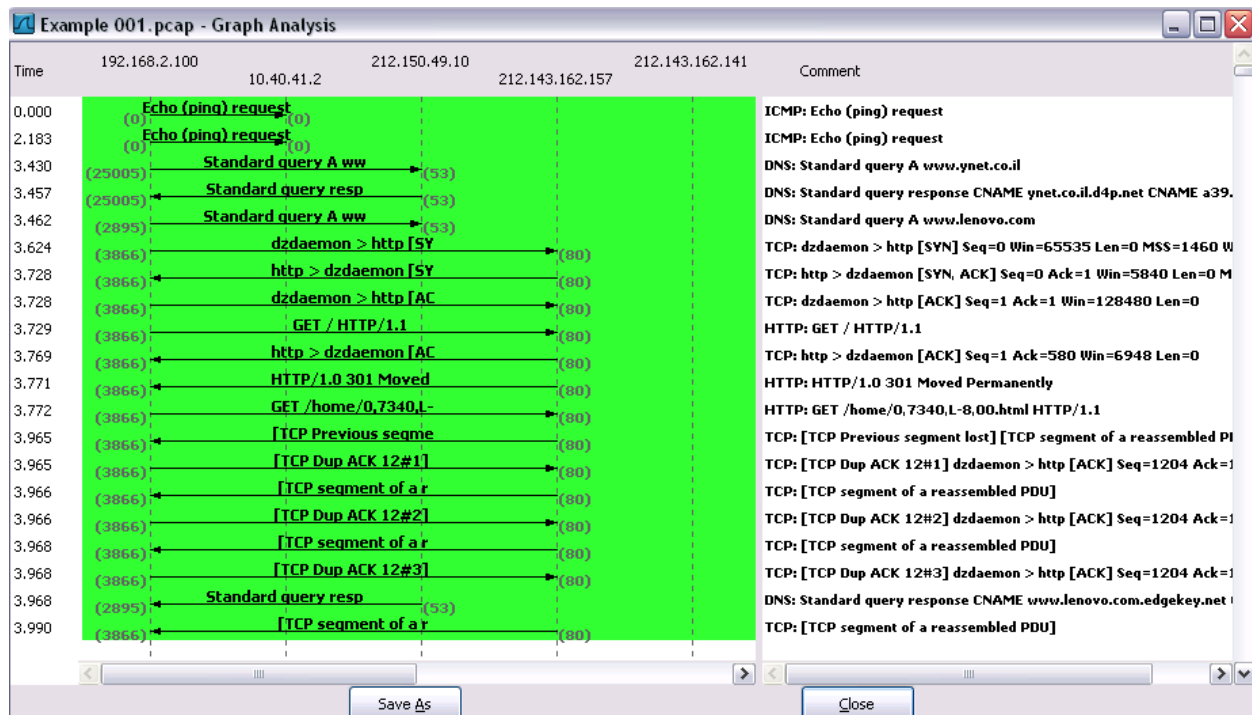 Example 001.pcap - Graph Analysis
Time 192.168.2.100 10.40.41.2 212.150.49.10 212.143.162.157 212.143.162.141 Comment
0.000 Echo (ping) request (0) (0) ICMP: Echo (ping) request
2.183 Echo (ping) request (0) (0) ICMP: Echo (ping) request
3.430 Standard query A ww (25005) (53) DNS: Standard query A www.ynet.co.il
3.457 Standard query resp (25005) (53) DNS: Standard query response CNAME ynet.co.il.d4p.net CNAME a39.
3.462 Standard query A ww (2895) (53) DNS: Standard query A www.lenovo.com
3.624 dzdaemon > http [SY (3866) (80) TCP: dzdaemon > http [SYN] Seq=0 Win=65535 Len=0 MSS=1460 W
3.728 http > dzdaemon [SY (3866) (80) TCP: http > dzdaemon [SYN, ACK] Seq=0 Ack=1 Win=5840 Len=0 M
3.728 dzdaemon > http [AC (3866) (80) TCP: dzdaemon > http [ACK] Seq=1 Ack=1 Win=128480 Len=0
3.729 GET / HTTP/1.1 (3866) (80) HTTP: GET / HTTP/1.1
3.769 http > dzdaemon [AC (3866) (80) TCP: http > dzdaemon [ACK] Seq=1 Ack=580 Win=6948 Len=0
3.771 HTTP/1.0 301 Moved (3866) (80) HTTP: HTTP/1.0 301 Moved Permanently
3.772 GET /home/0,7340,L- (3866) (80) HTTP: GET /home/0,7340,L-8,00.html HTTP/1.1
3.965 [TCP Previous segme (3866) (80) TCP: [TCP Previous segment lost] [TCP segment of a reassembled PD
3.965 [TCP Dup ACK 12#1] (3866) (80) TCP: [TCP Dup ACK 12#1] dzdaemon > http [ACK] Seq=1204 Ack=1
3.966 [TCP segment of a r (3866) (80) TCP: [TCP segment of a reassembled PDU]
3.966 [TCP Dup ACK 12#2] (3866) (80) TCP: [TCP Dup ACK 12#2] dzdaemon > http [ACK] Seq=1204 Ack=1
3.968 [TCP segment of a r (3866) (80) TCP: [TCP segment of a reassembled PDU]
3.968 [TCP Dup ACK 12#3] (3866) (80) TCP: [TCP Dup ACK 12#3] dzdaemon > http [ACK] Seq=1204 Ack=1
3.968 Standard query resp (2895) (53) DNS: Standard query response CNAME www.lenovo.com.edgekey.net
3.990 [TCP segment of a r (3866) (80) TCP: [TCP segment of a reassembled PDU]
Save As Close